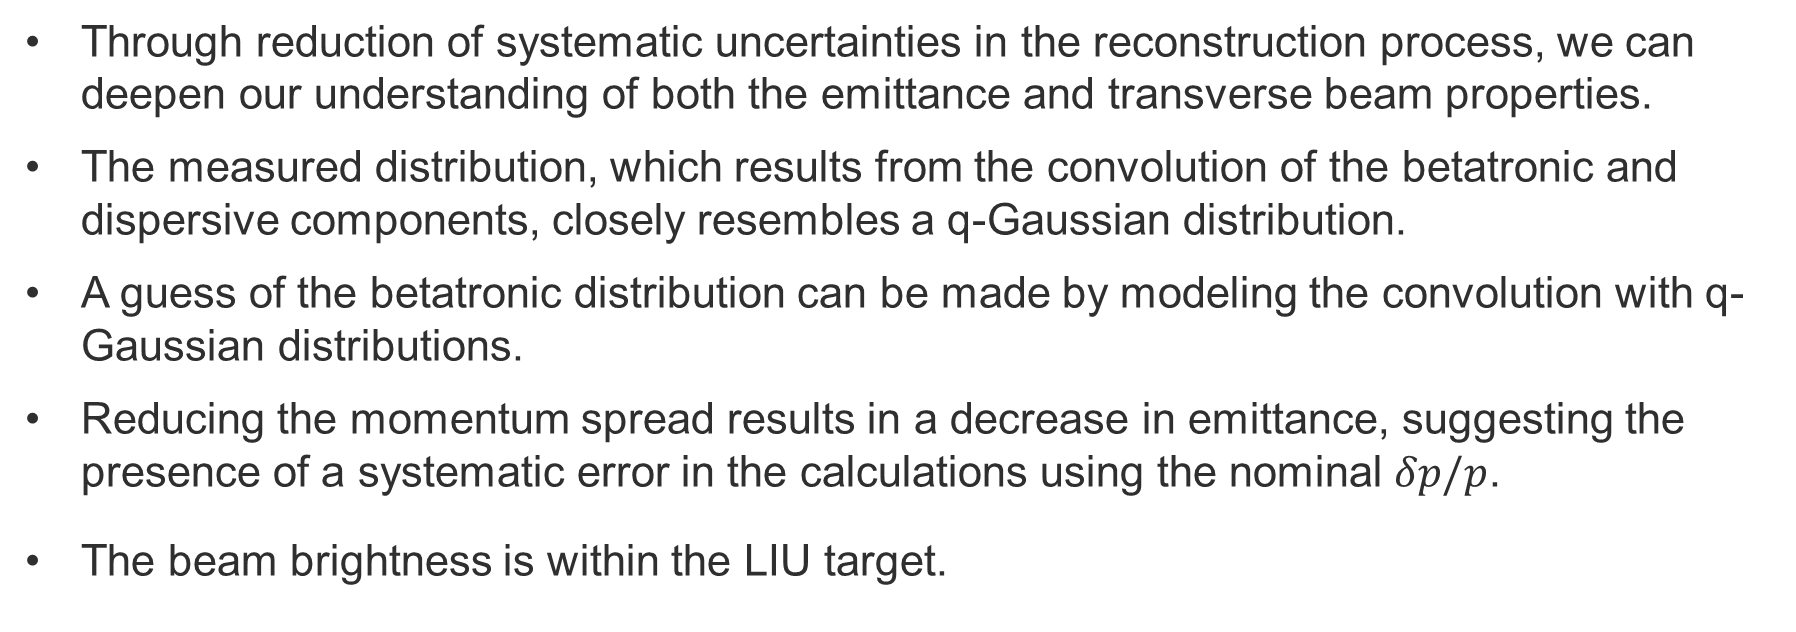 • Through reduction of systematic uncertainties in the reconstruction process, we can
deepen our understanding of both the emittance and transverse beam properties.
• The measured distribution, which results from the convolution of the betatronic and
dispersive components, closely resembles a q-Gaussian distribution.
• A guess of the betatronic distribution can be made by modeling the convolution with q-
Gaussian distributions.
• Reducing the momentum spread results in a decrease in emittance, suggesting the
presence of a systematic error in the calculations using the nominal 𝛿𝑝/𝑝.
• The beam brightness is within the LIU target.